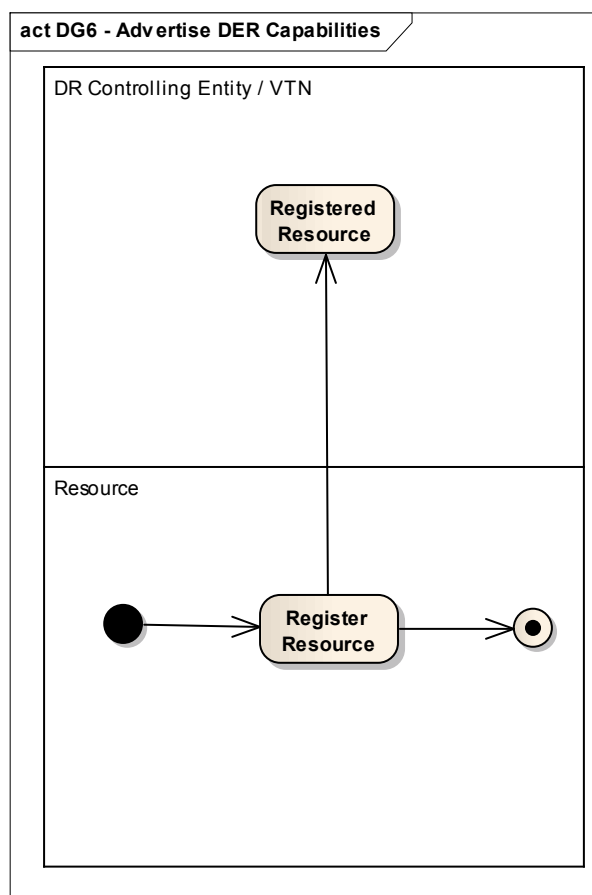 act DG6 - Advertise DER Capabilities
DR Controlling Entity / VTN
Registered
Resource
Resource
Register
Resource